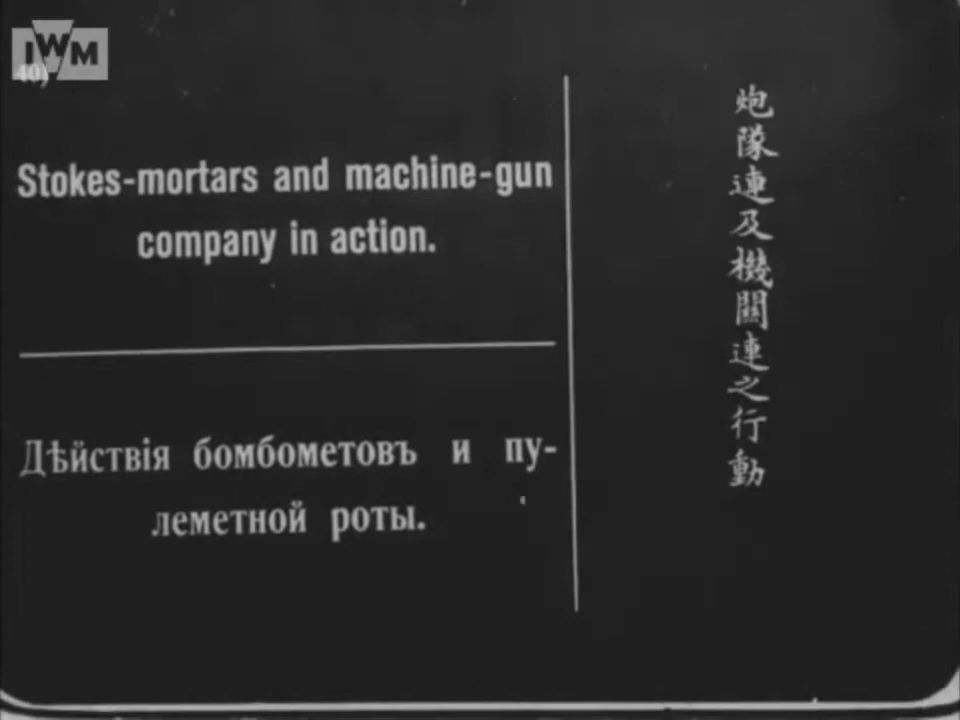 IWM
40)
Stokes-mortars and machine-gun
company in action.
Дѣйствія бомбометовъ и пу-
леметной роты.
炮隊連及機關連之行動